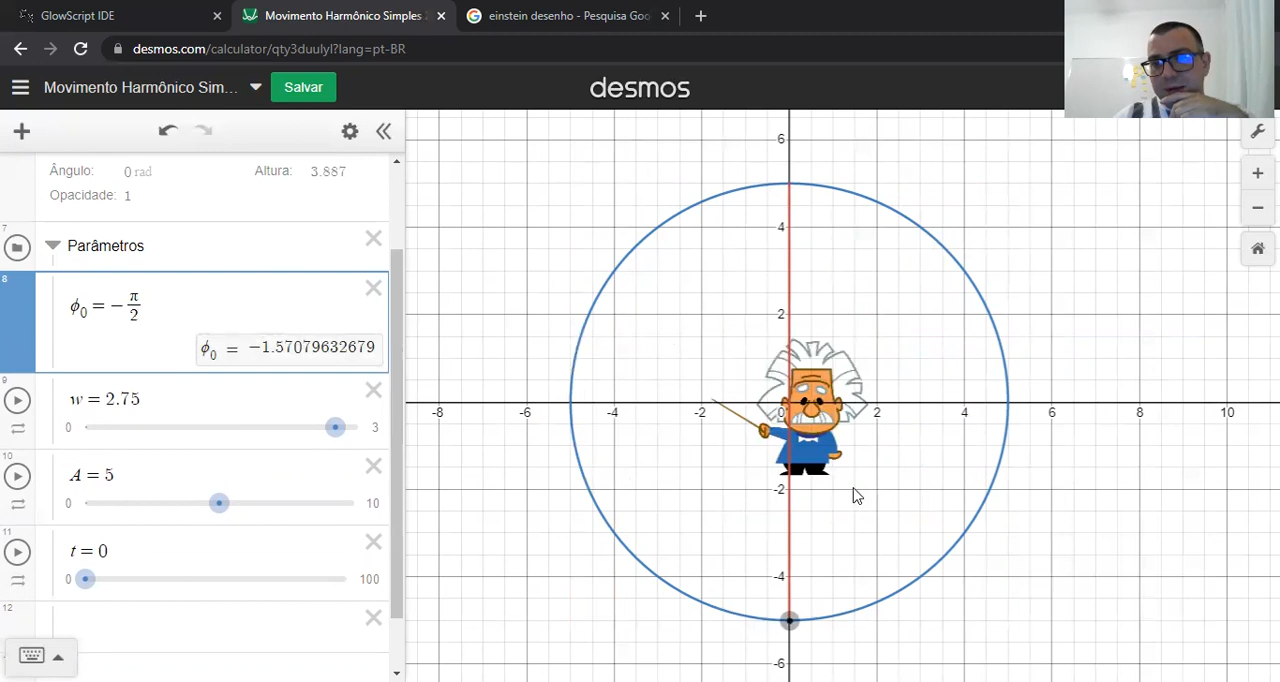 GlowScript IDE
Movimento Harmônico Simples
einstein desenho - Pesquisa Goo
desmos.com/calculator/qty3duulyl?lang=pt-BR
Movimento Harmônico Sim...
Salvar
desmos
Ângulo: 0 rad Altura: 3.887
Opacidade: 1
7
Parâmetros
8
ϕ₀ = −π/2
ϕ₀ = −1.57079632679
9
w = 2.75
0 3
10
A = 5
0 10
11
t = 0
0 100
12
6
4
2
-8 -6 -4 -2 0 2 4 6 8 10
-2
-4
-6